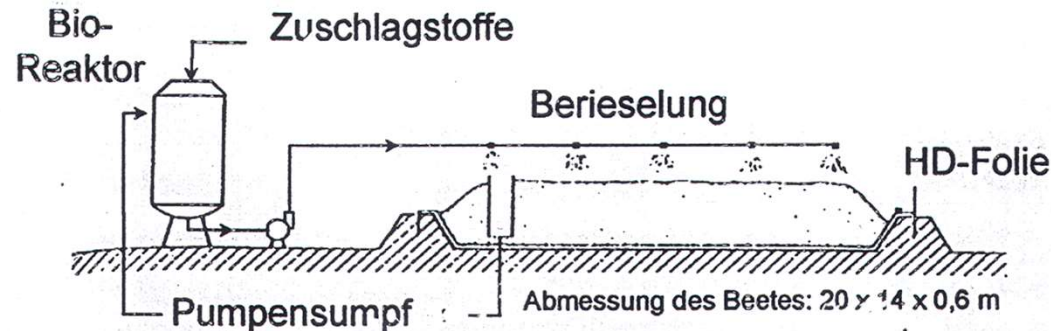 Bio-
Reaktor
Zuschlagstoffe
Berieselung
HD-Folie
Pumpensumpf
Abmessung des Beetes: 20 x 14 x 0,6 m